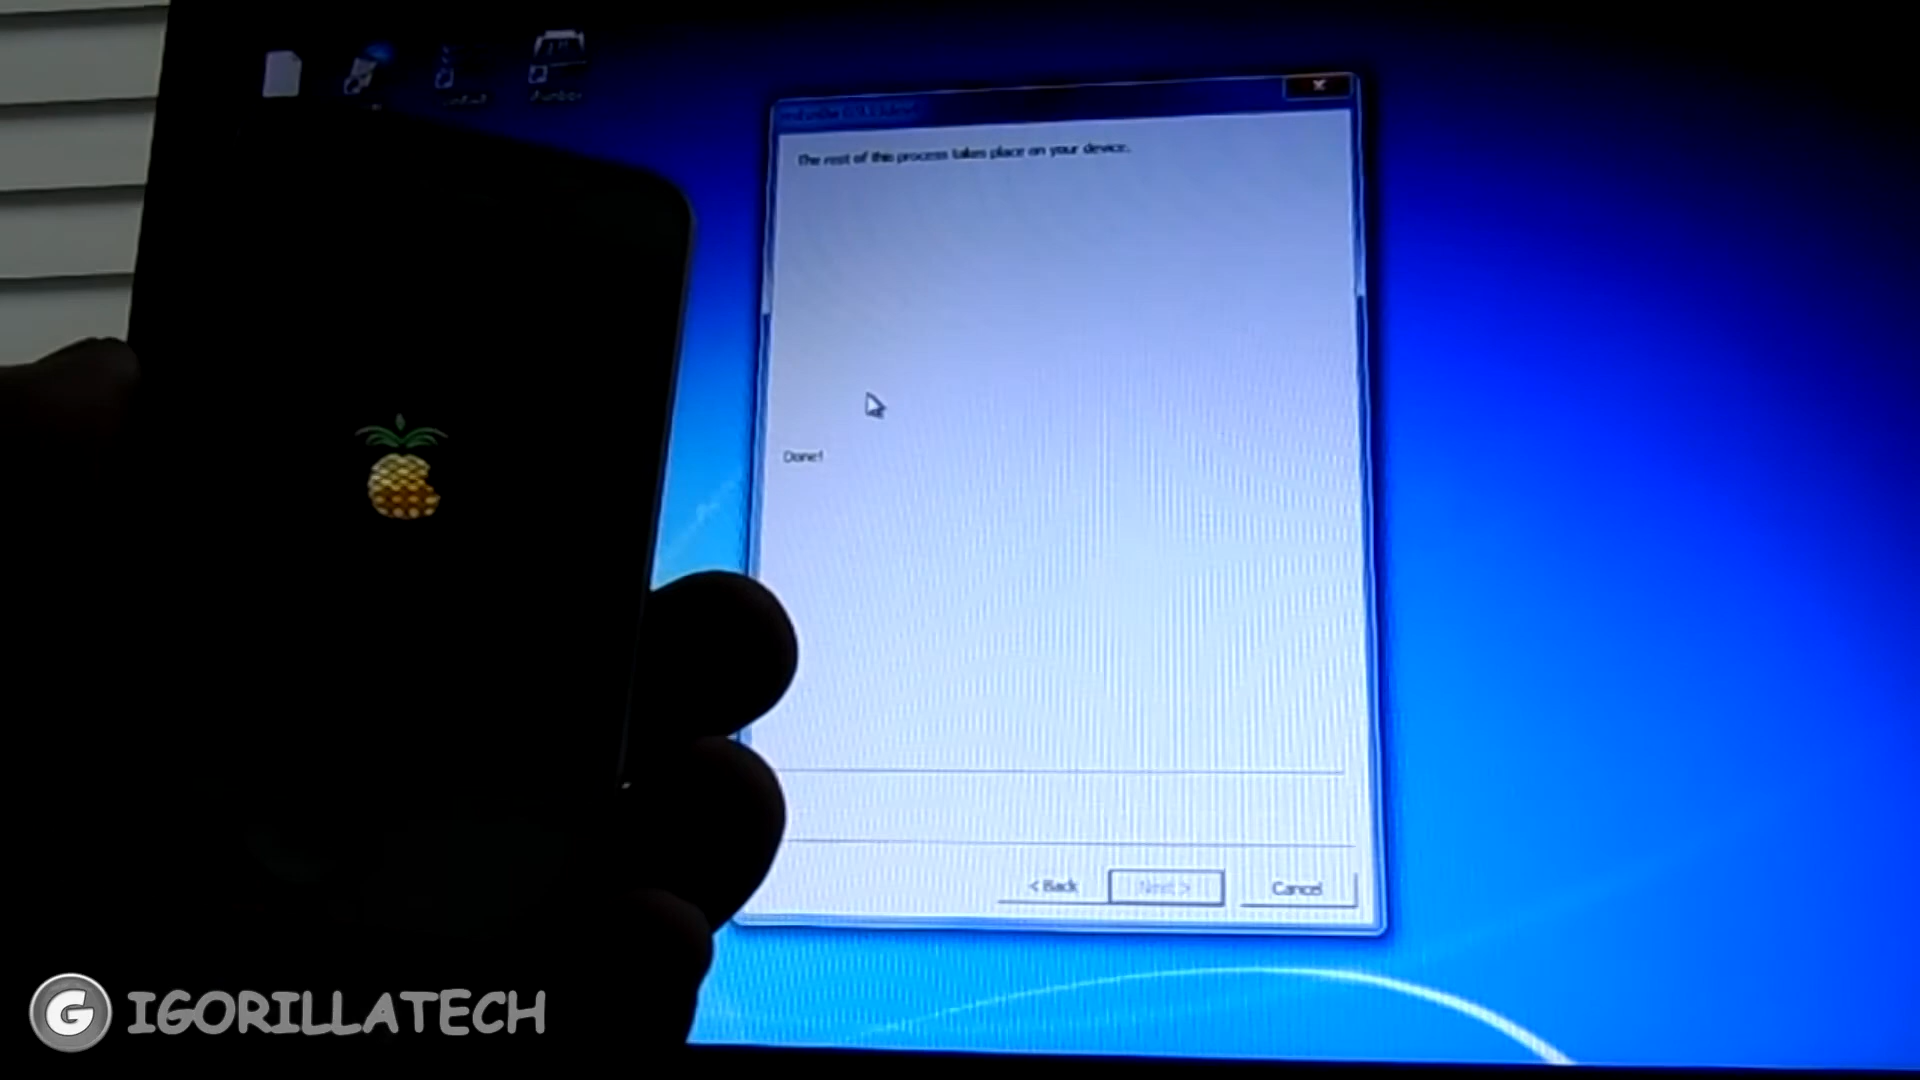 The rest of this process takes place on your device.
Done!
< Back
Next >
Cancel
G IGORILLATECH